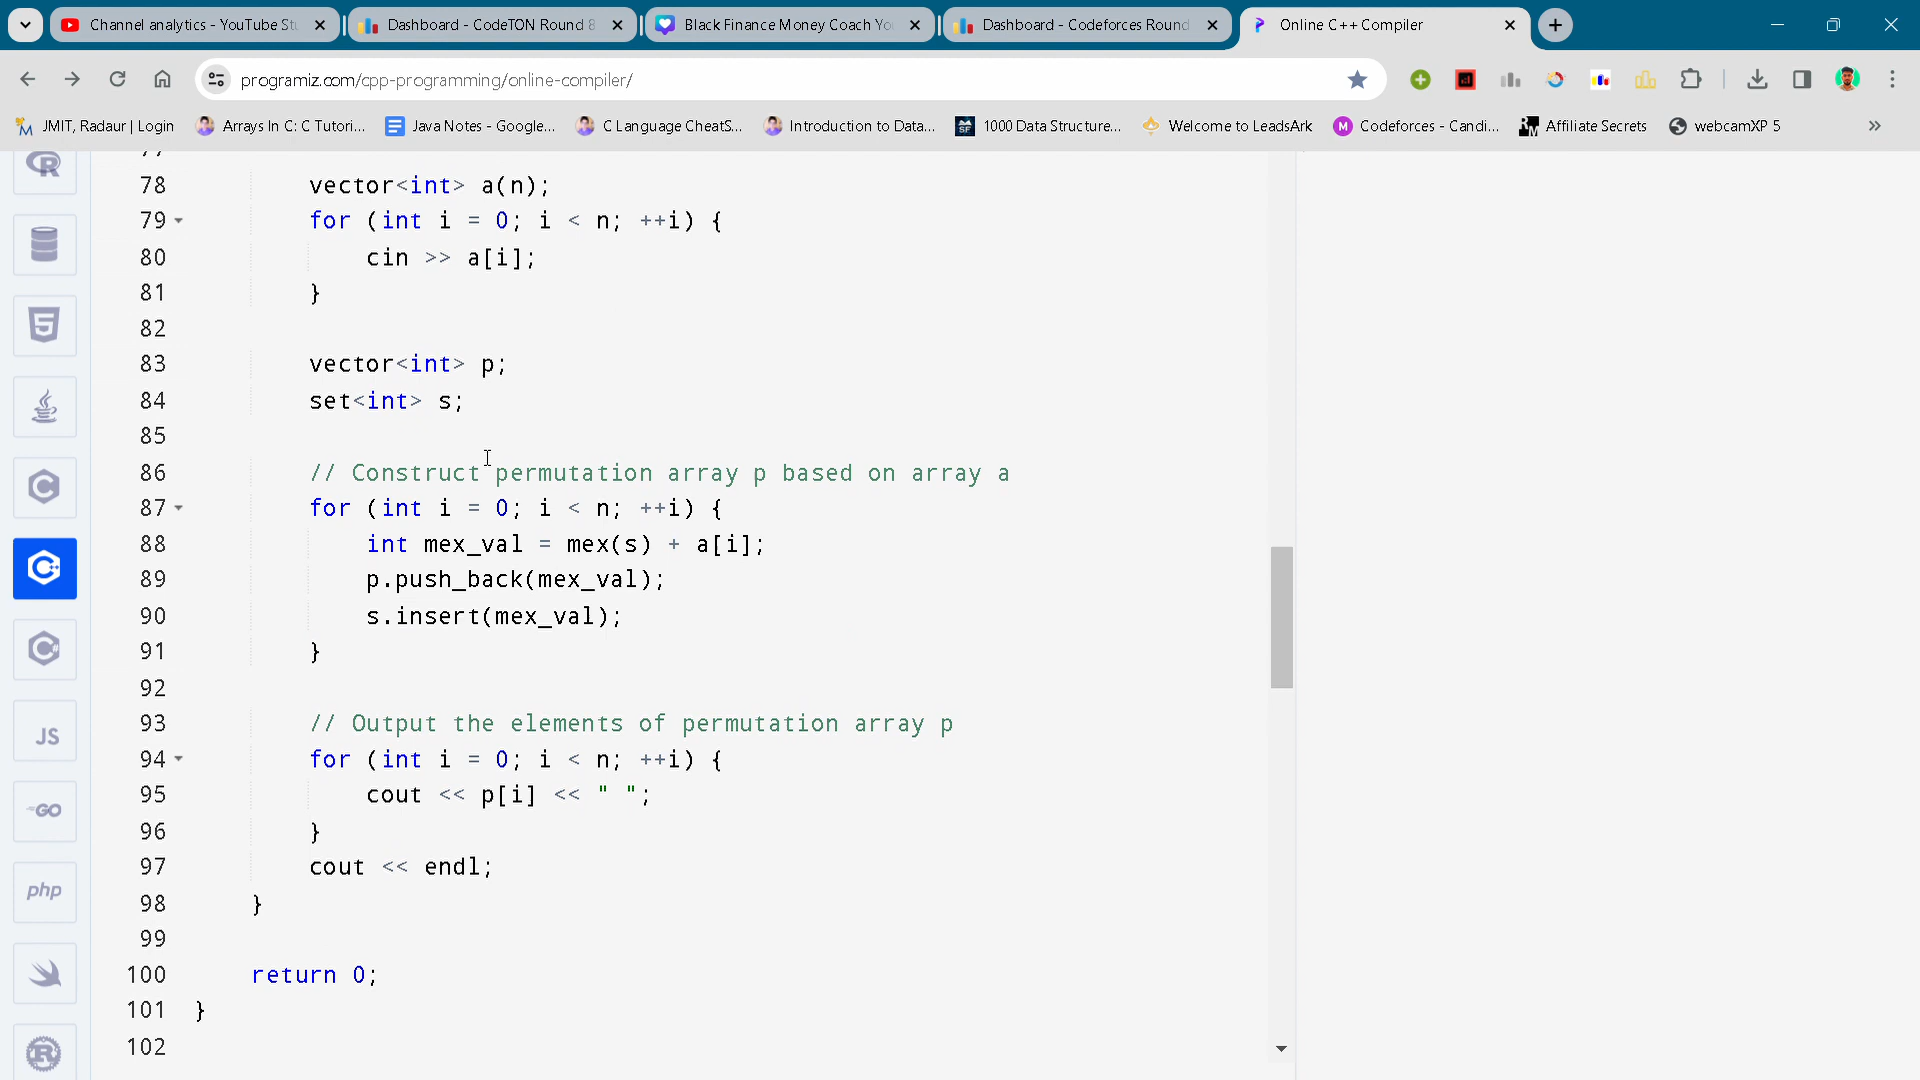 Channel analytics - YouTube Stu
Dashboard - CodeTON Round 8
Black Finance Money Coach Yo
Dashboard - Codeforces Round
Online C++ Compiler
programiz.com/cpp-programming/online-compiler/
JMIT, Radaur | Login
Arrays In C: C Tutori...
Java Notes - Google...
C Language CheatS...
Introduction to Data...
1000 Data Structure...
Welcome to LeadsArk
Codeforces - Candi...
Affiliate Secrets
webcamXP 5
78 vector<int> a(n);
79 for (int i = 0; i < n; ++i) {
80 cin >> a[i];
81 }
82
83 vector<int> p;
84 set<int> s;
85
86 // Construct permutation array p based on array a
87 for (int i = 0; i < n; ++i) {
88 int mex_val = mex(s) + a[i];
89 p.push_back(mex_val);
90 s.insert(mex_val);
91 }
92
93 // Output the elements of permutation array p
94 for (int i = 0; i < n; ++i) {
95 cout << p[i] << " ";
96 }
97 cout << endl;
98 }
99
100 return 0;
101 }
102
JS
GO
php